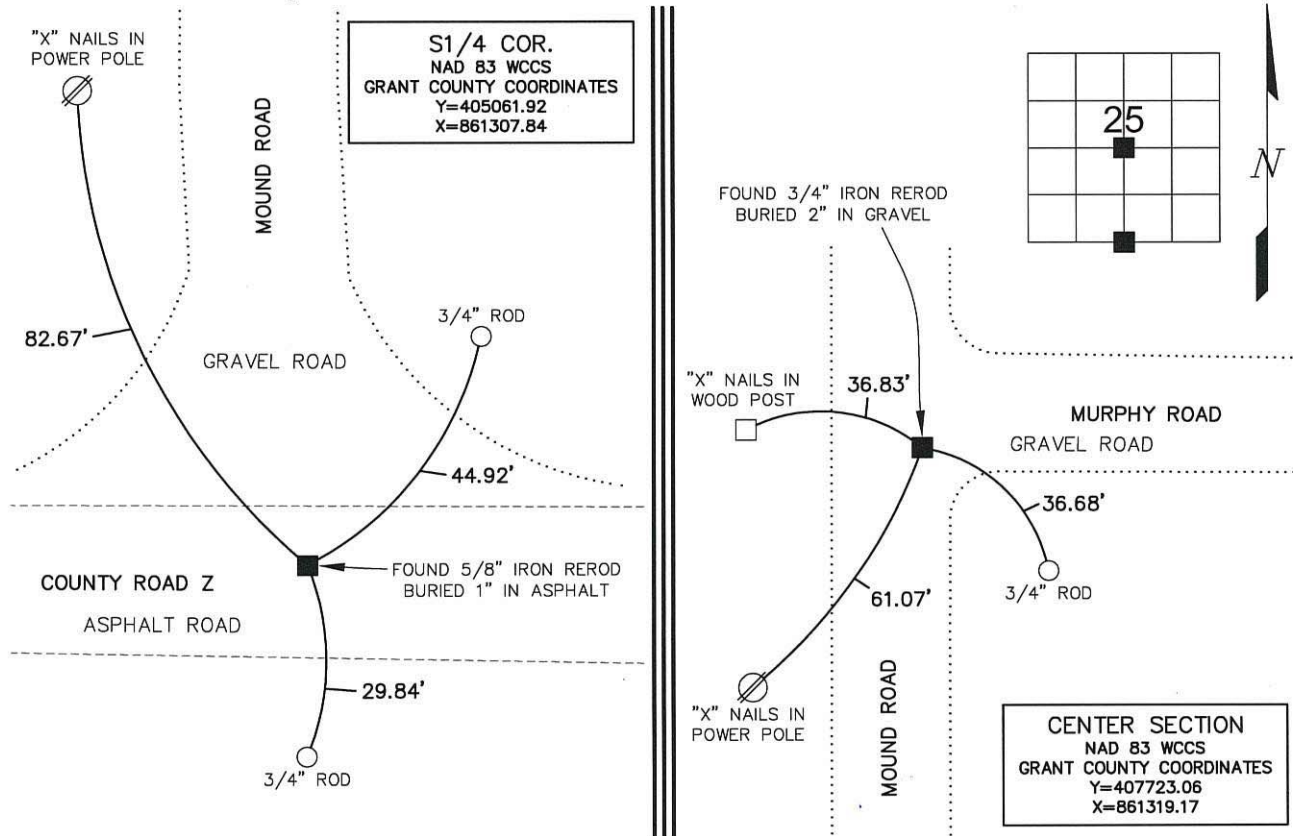 "X" NAILS IN
POWER POLE
S1/4 COR.
NAD 83 WCCS
GRANT COUNTY COORDINATES
Y=405061.92
X=861307.84
MOUND ROAD
82.67'
3/4" ROD
GRAVEL ROAD
44.92'
FOUND 5/8" IRON REROD
BURIED 1" IN ASPHALT
COUNTY ROAD Z
ASPHALT ROAD
29.84'
3/4" ROD
25
N
FOUND 3/4" IRON REROD
BURIED 2" IN GRAVEL
"X" NAILS IN
WOOD POST
36.83'
MURPHY ROAD
GRAVEL ROAD
36.68'
3/4" ROD
61.07'
"X" NAILS IN
POWER POLE
MOUND ROAD
CENTER SECTION
NAD 83 WCCS
GRANT COUNTY COORDINATES
Y=407723.06
X=861319.17